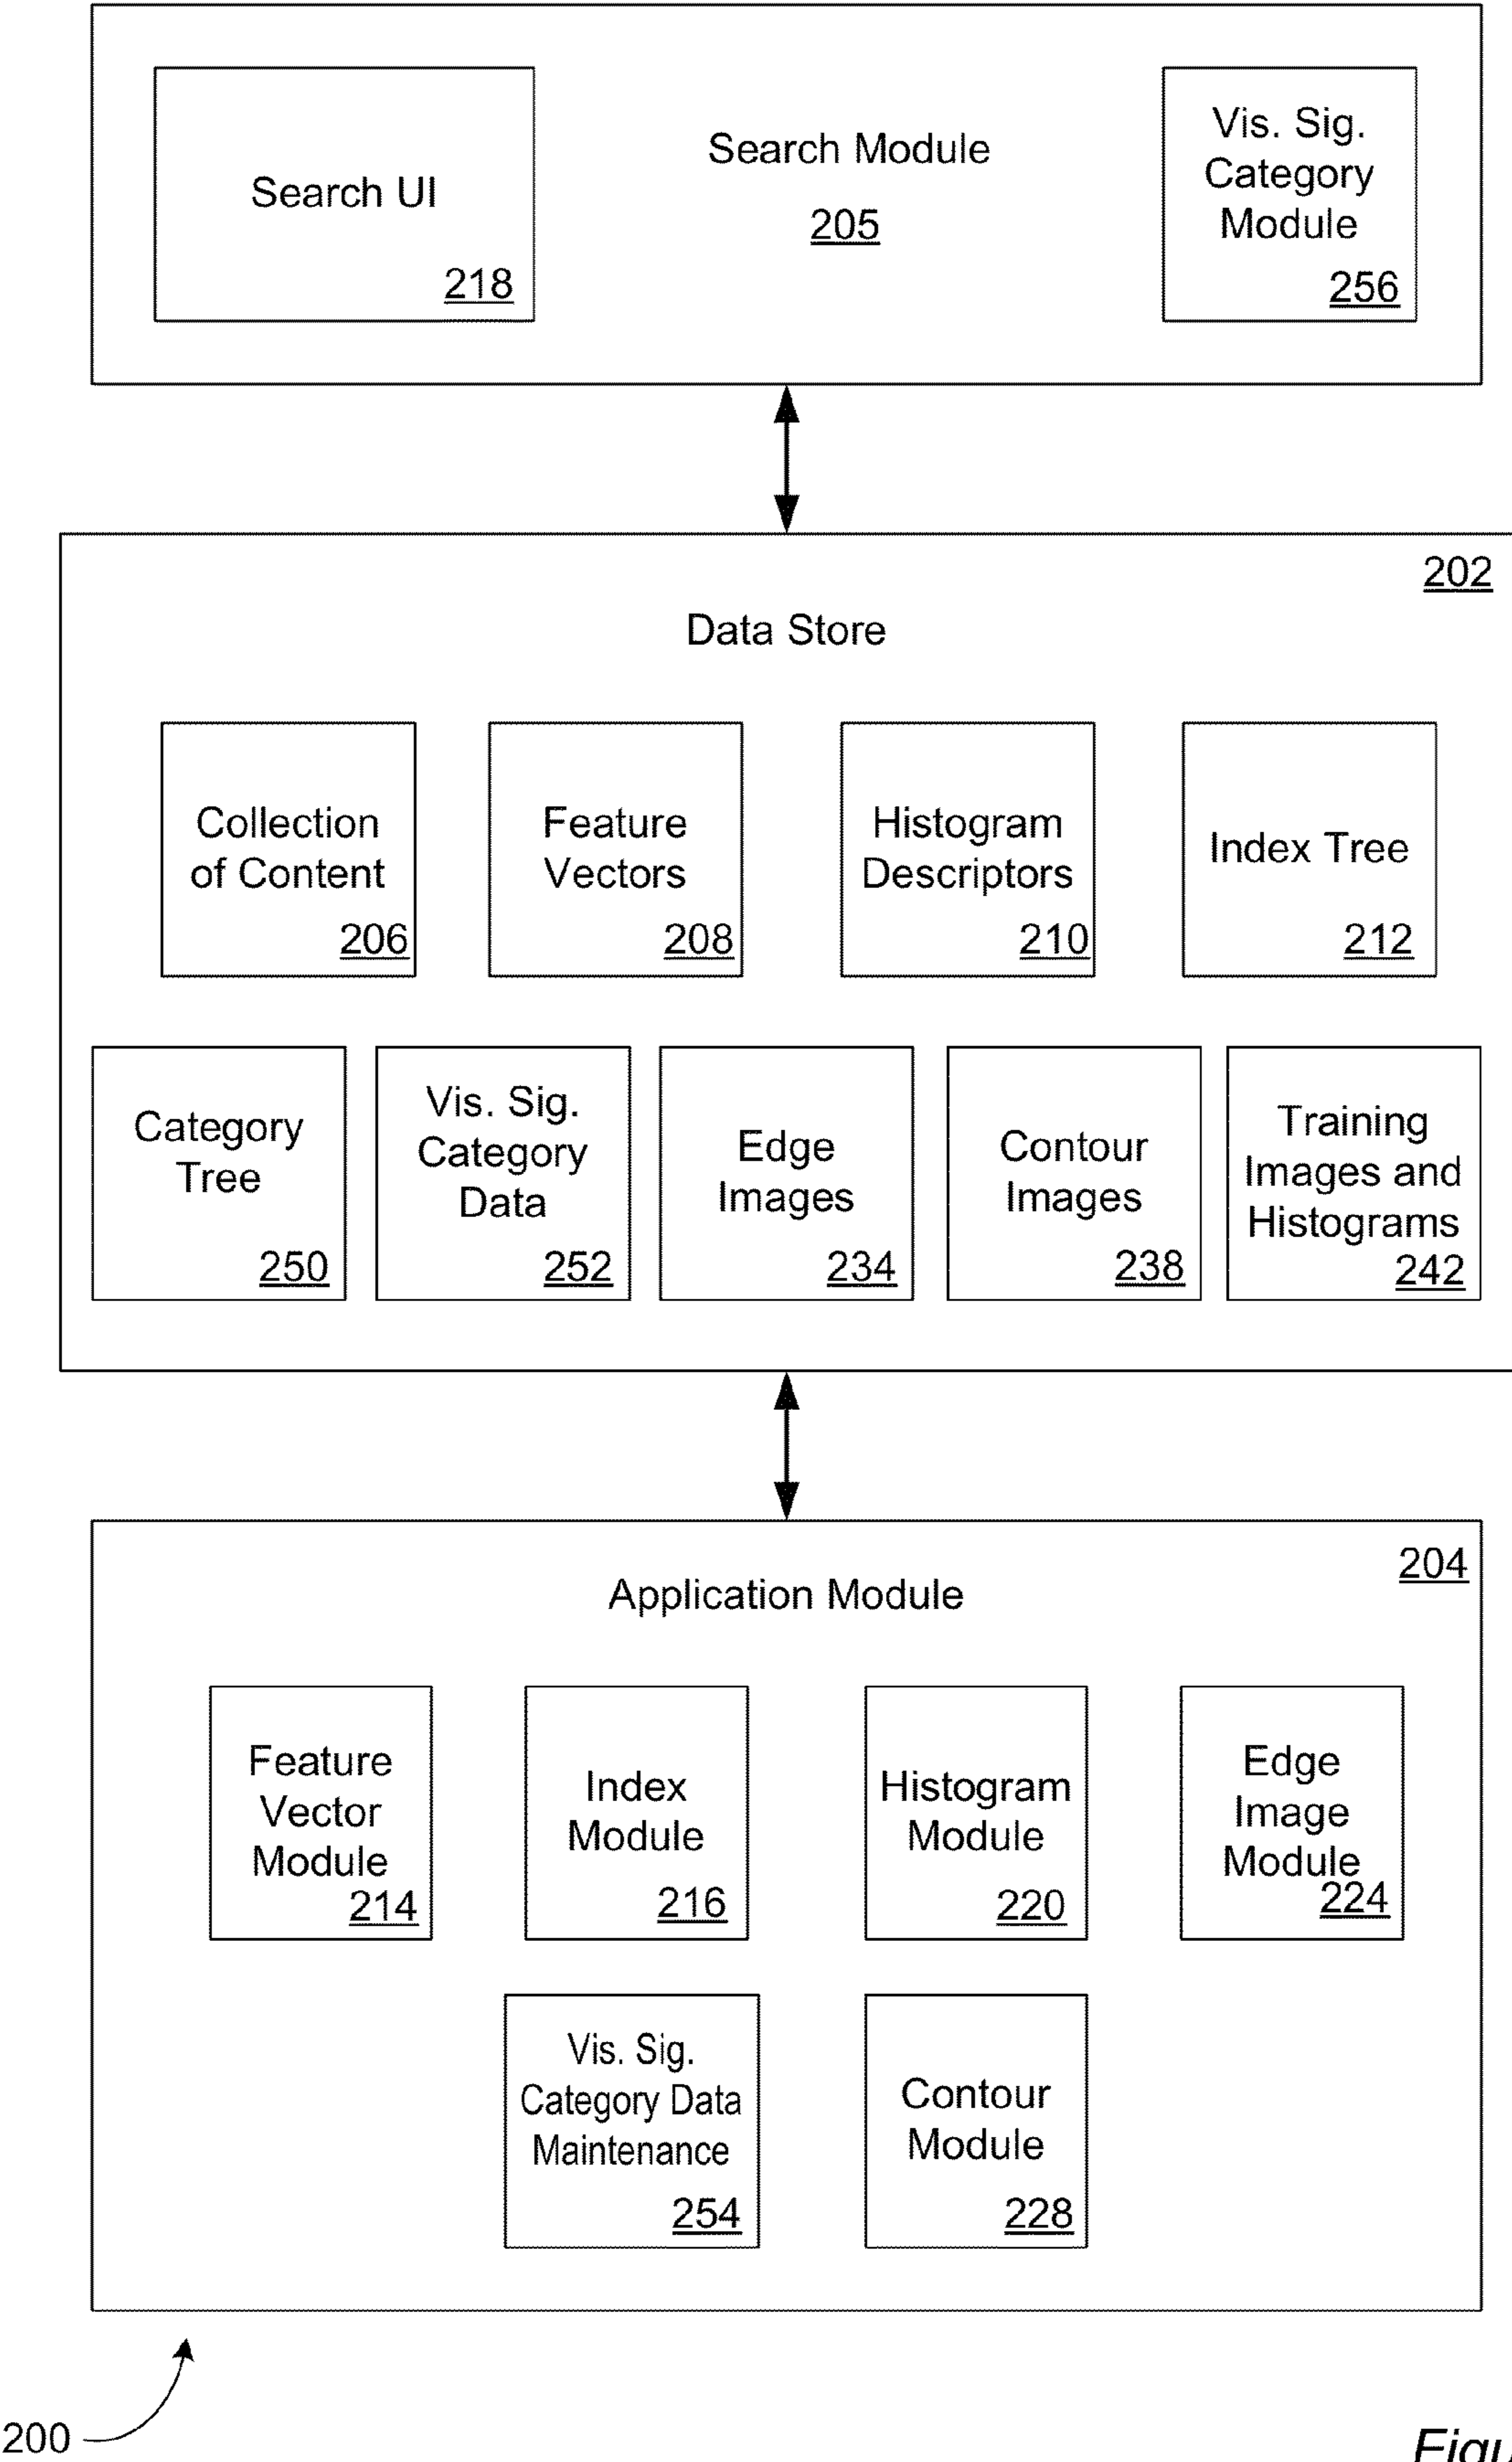 Search UI
218
Search Module
205
Vis. Sig.
Category
Module
256
202
Data Store
Collection
of Content
206
Feature
Vectors
208
Histogram
Descriptors
210
Index Tree
212
Category
Tree
250
Vis. Sig.
Category
Data
252
Edge
Images
234
Contour
Images
238
Training
Images and
Histograms
242
204
Application Module
Feature
Vector
Module
214
Index
Module
216
Histogram
Module
220
Edge
Image
Module
224
Vis. Sig.
Category Data
Maintenance
254
Contour
Module
228
200